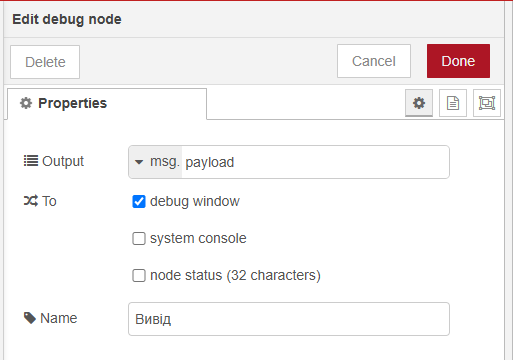 Edit debug node
Delete
Cancel
Done
Properties
Output
msg. payload
To
debug window
system console
node status (32 characters)
Name
Вивід